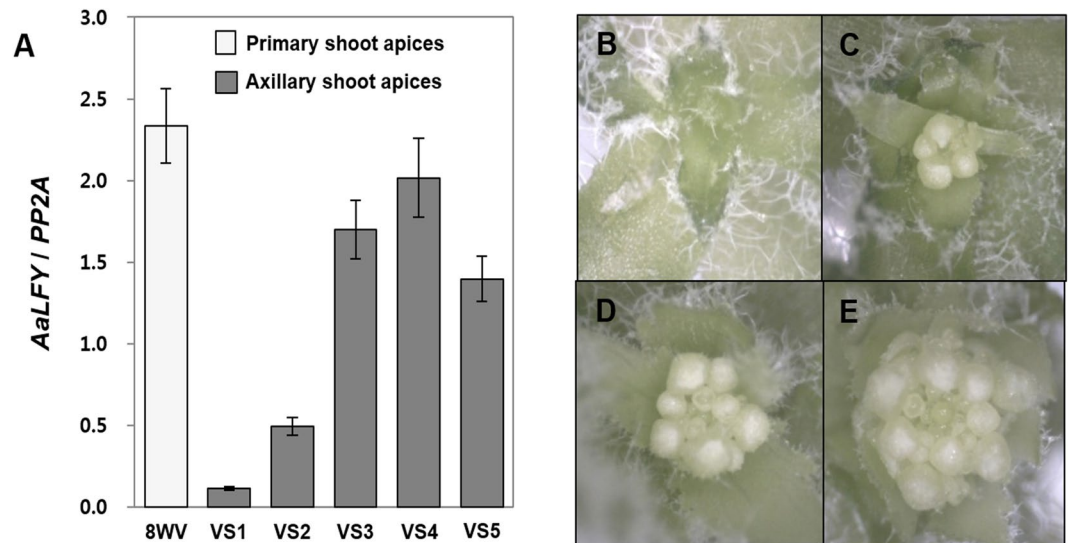 A
AaLFY / PP2A
3.0
2.5
2.0
1.5
1.0
0.5
0.0
Primary shoot apices
Axillary shoot apices
8WV VS1 VS2 VS3 VS4 VS5
B
C
D
E